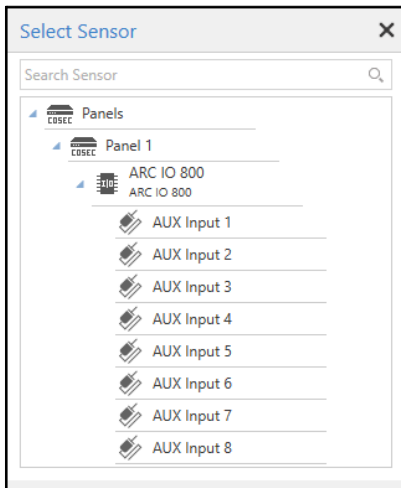 Select Sensor
Search Sensor
COSEC Panels
COSEC Panel 1
I/O ARC IO 800
ARC IO 800
AUX Input 1
AUX Input 2
AUX Input 3
AUX Input 4
AUX Input 5
AUX Input 6
AUX Input 7
AUX Input 8